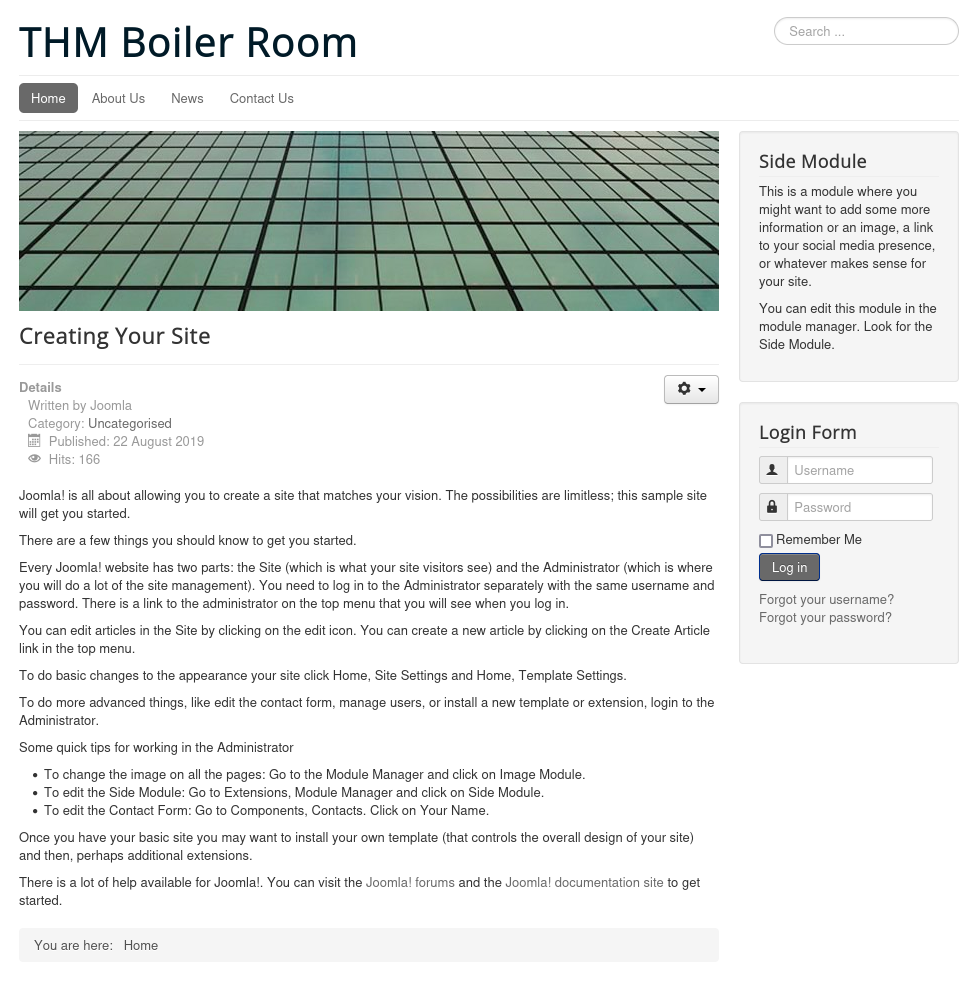 THM Boiler Room
Search ...
Home
About Us
News
Contact Us
Creating Your Site
Details
Written by Joomla
Category: Uncategorised
Published: 22 August 2019
Hits: 166
Joomla! is all about allowing you to create a site that matches your vision. The possibilities are limitless; this sample site
will get you started.
There are a few things you should know to get you started.
Every Joomla! website has two parts: the Site (which is what your site visitors see) and the Administrator (which is where
you will do a lot of the site management). You need to log in to the Administrator separately with the same username and
password. There is a link to the administrator on the top menu that you will see when you log in.
You can edit articles in the Site by clicking on the edit icon. You can create a new article by clicking on the Create Article
link in the top menu.
To do basic changes to the appearance your site click Home, Site Settings and Home, Template Settings.
To do more advanced things, like edit the contact form, manage users, or install a new template or extension, login to the
Administrator.
Some quick tips for working in the Administrator
• To change the image on all the pages: Go to the Module Manager and click on Image Module.
• To edit the Side Module: Go to Extensions, Module Manager and click on Side Module.
• To edit the Contact Form: Go to Components, Contacts. Click on Your Name.
Once you have your basic site you may want to install your own template (that controls the overall design of your site)
and then, perhaps additional extensions.
There is a lot of help available for Joomla!. You can visit the Joomla! forums and the Joomla! documentation site to get
started.
You are here: Home
Side Module
This is a module where you
might want to add some more
information or an image, a link
to your social media presence,
or whatever makes sense for
your site.
You can edit this module in the
module manager. Look for the
Side Module.
Login Form
Username
Password
Remember Me
Log in
Forgot your username?
Forgot your password?